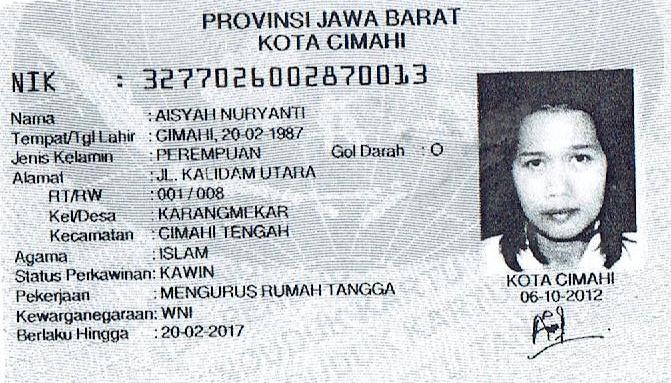 PROVINSI JAWA BARAT
KOTA CIMAHI
NIK : 3277026002870013
Nama : AISYAH NURYANTI
Tempat/Tgl Lahir : CIMAHI, 20-02-1987
Jenis Kelamin : PEREMPUAN Gol Darah : O
Alamat : JL. KALIDAM UTARA
RT/RW : 001 / 008
Kel/Desa : KARANGMEKAR
Kecamatan : CIMAHI TENGAH
Agama : ISLAM
Status Perkawinan: KAWIN
Pekerjaan : MENGURUS RUMAH TANGGA
Kewarganegaraan: WNI
Berlaku Hingga : 20-02-2017
KOTA CIMAHI
06-10-2012